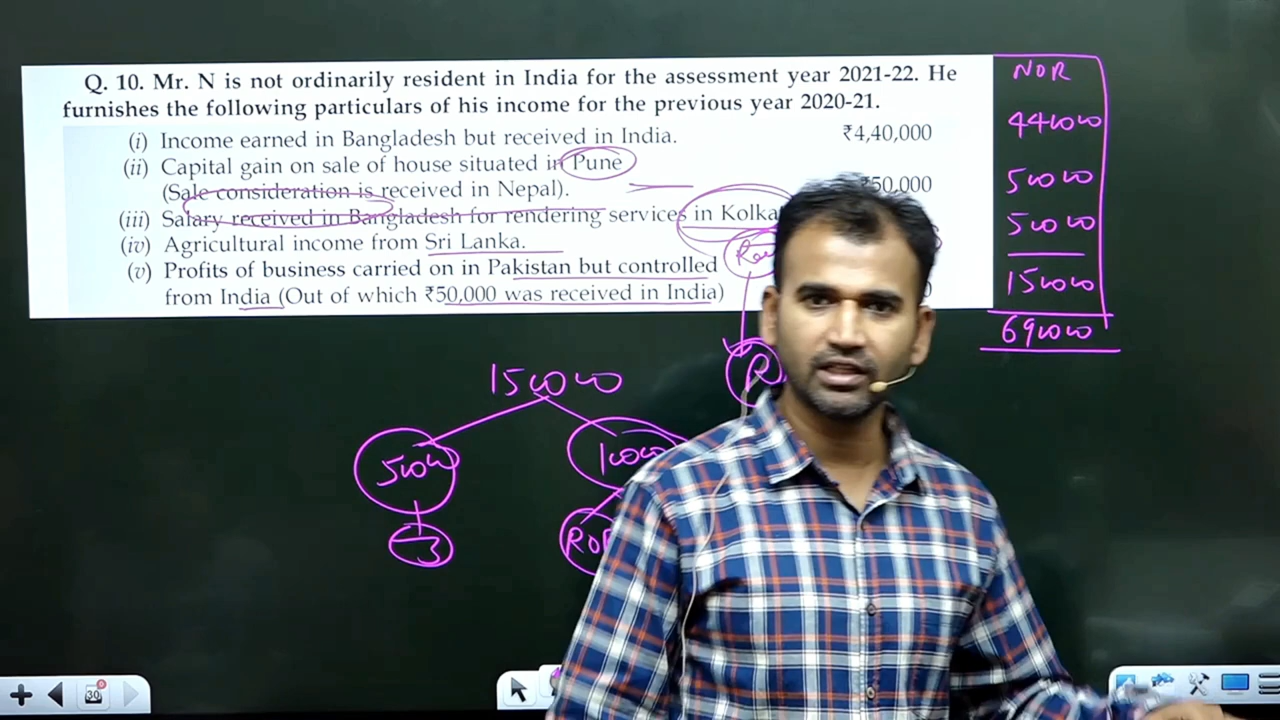 Q. 10. Mr. N is not ordinarily resident in India for the assessment year 2021-22. He
furnishes the following particulars of his income for the previous year 2020-21.
(i) Income earned in Bangladesh but received in India. ₹4,40,000
(ii) Capital gain on sale of house situated in Pune
(Sale consideration is received in Nepal). ₹50,000
(iii) Salary received in Bangladesh for rendering services in
(iv) Agricultural income from Sri Lanka.
(v) Profits of business carried on in Pakistan but controlled
from India (Out of which ₹50,000 was received in India)
NOR
440000
50000
50000
150000
690000
150000
50000
3